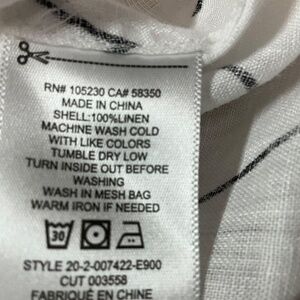 RN# 105230 CA# 58350
MADE IN CHINA
SHELL:100%LINEN
MACHINE WASH COLD
WITH LIKE COLORS
TUMBLE DRY LOW
TURN INSIDE OUT BEFORE
WASHING
WASH IN MESH BAG
WARM IRON IF NEEDED
30
STYLE 20-2-007422-E900
CUT 003558
FABRIQUÉ EN CHINE